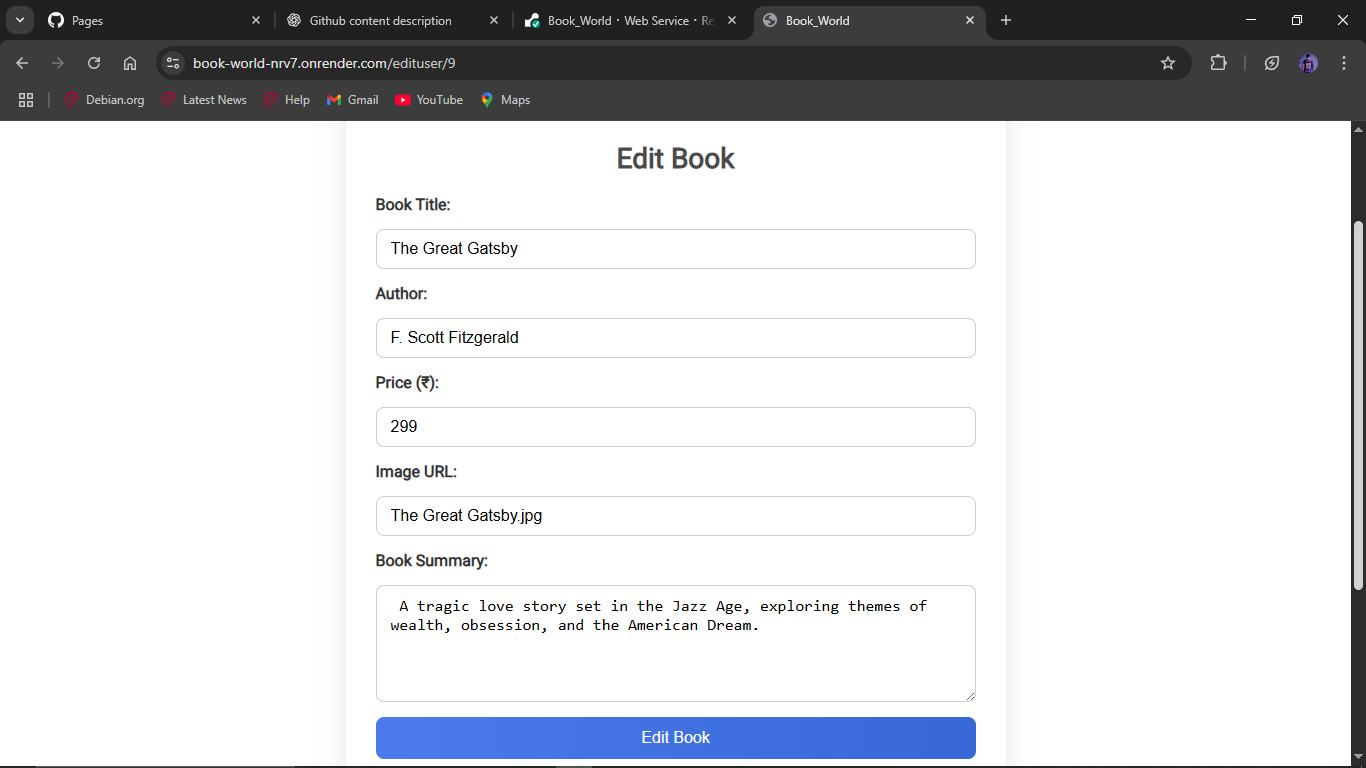 Pages
Github content description
Book_World · Web Service · Re
Book_World
book-world-nrv7.onrender.com/edituser/9
Debian.org
Latest News
Help
Gmail
YouTube
Maps
Edit Book
Book Title:
The Great Gatsby
Author:
F. Scott Fitzgerald
Price (₹):
299
Image URL:
The Great Gatsby.jpg
Book Summary:
A tragic love story set in the Jazz Age, exploring themes of
wealth, obsession, and the American Dream.
Edit Book